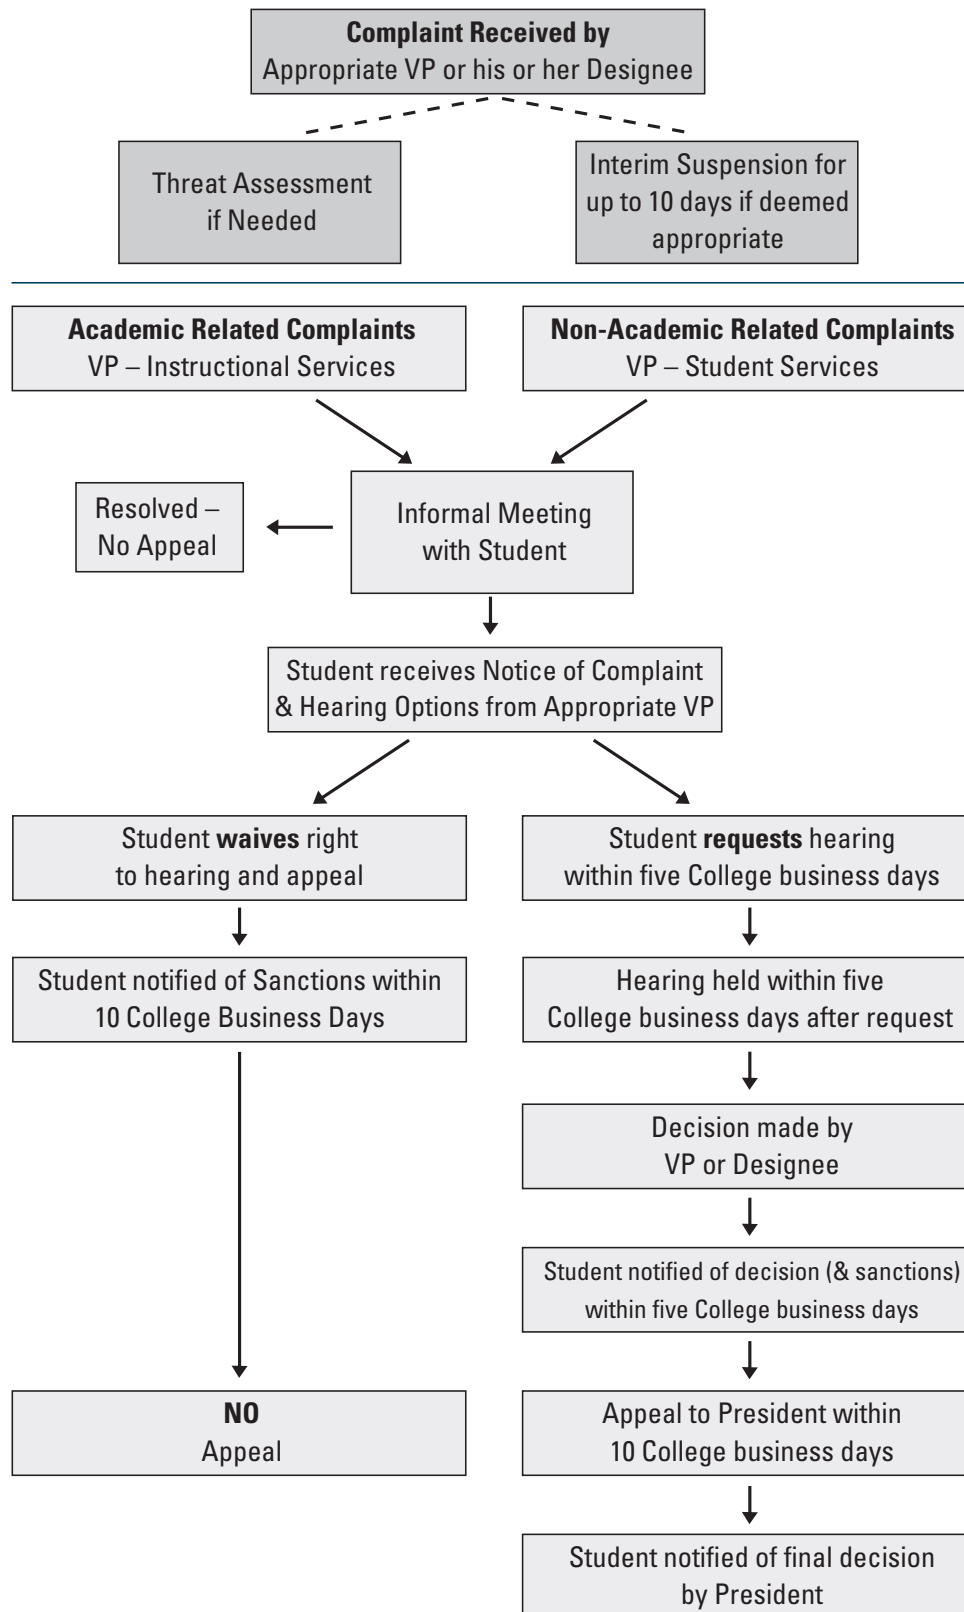 Complaint Received by
Appropriate VP or his or her Designee
Threat Assessment
if Needed
Interim Suspension for
up to 10 days if deemed
appropriate
Academic Related Complaints
VP – Instructional Services
Non-Academic Related Complaints
VP – Student Services
Resolved –
No Appeal
Informal Meeting
with Student
Student receives Notice of Complaint
& Hearing Options from Appropriate VP
Student waives right
to hearing and appeal
Student notified of Sanctions within
10 College Business Days
NO
Appeal
Student requests hearing
within five College business days
Hearing held within five
College business days after request
Decision made by
VP or Designee
Student notified of decision (& sanctions)
within five College business days
Appeal to President within
10 College business days
Student notified of final decision
by President